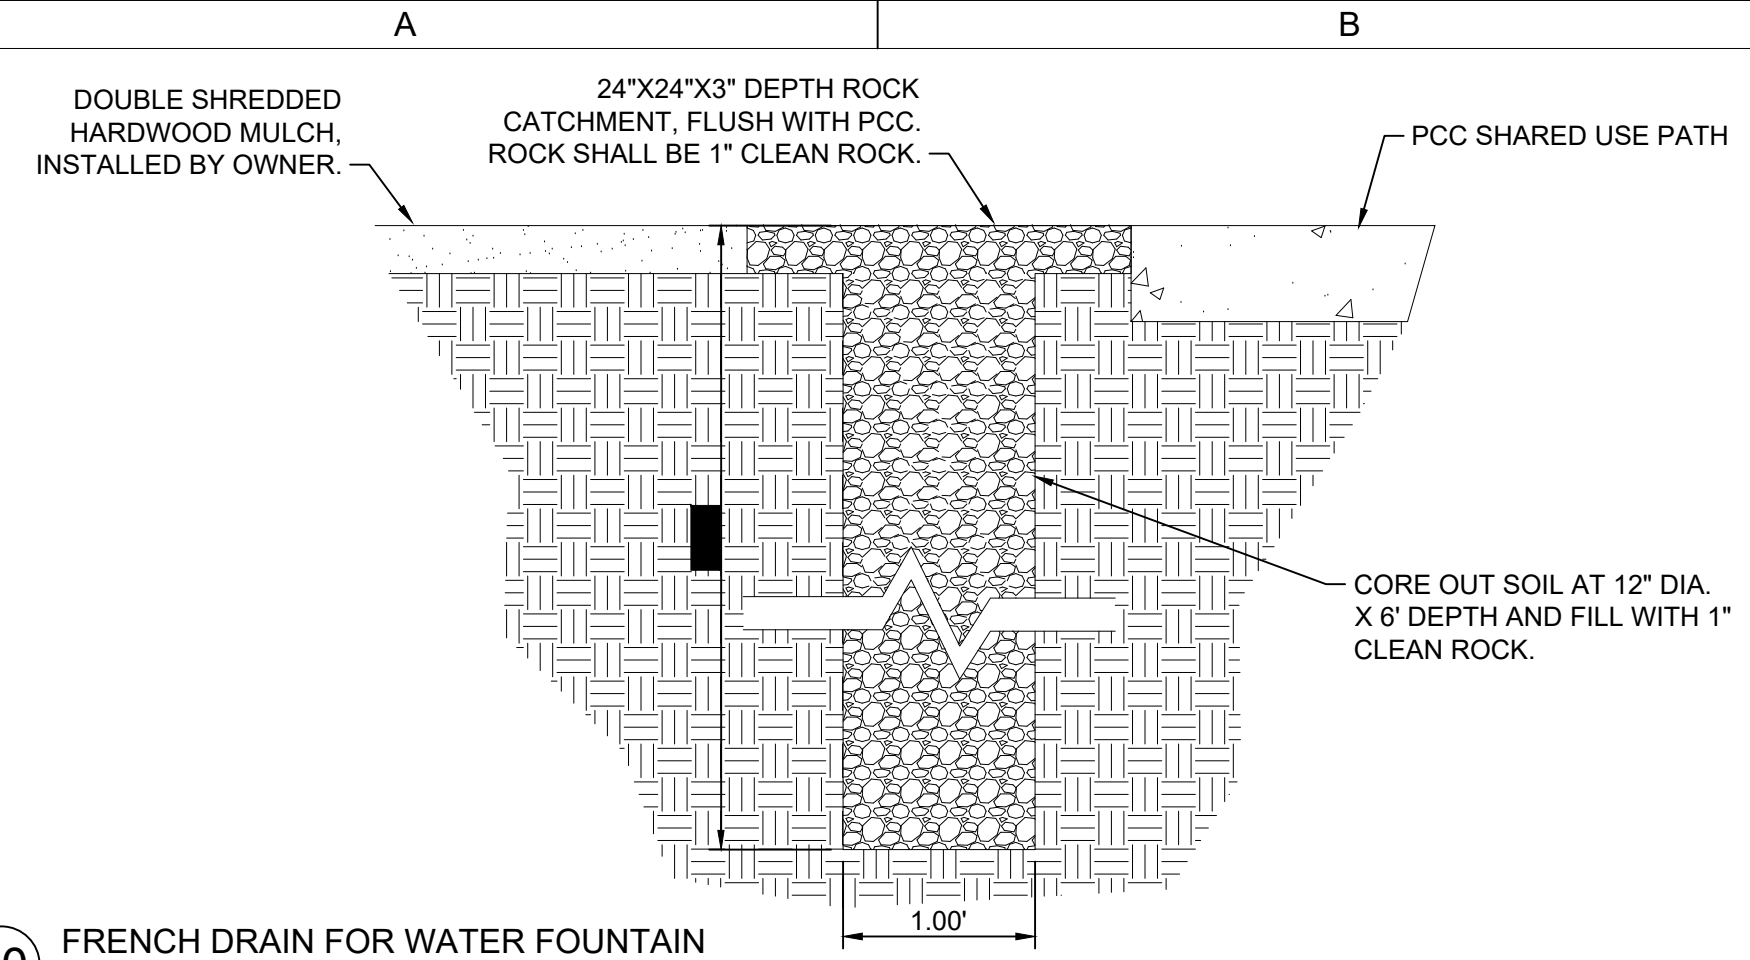 A
B
DOUBLE SHREDDED
HARDWOOD MULCH,
INSTALLED BY OWNER.
24"X24"X3" DEPTH ROCK
CATCHMENT, FLUSH WITH PCC.
ROCK SHALL BE 1" CLEAN ROCK.
PCC SHARED USE PATH
CORE OUT SOIL AT 12" DIA.
X 6' DEPTH AND FILL WITH 1"
CLEAN ROCK.
1.00'
FRENCH DRAIN FOR WATER FOUNTAIN